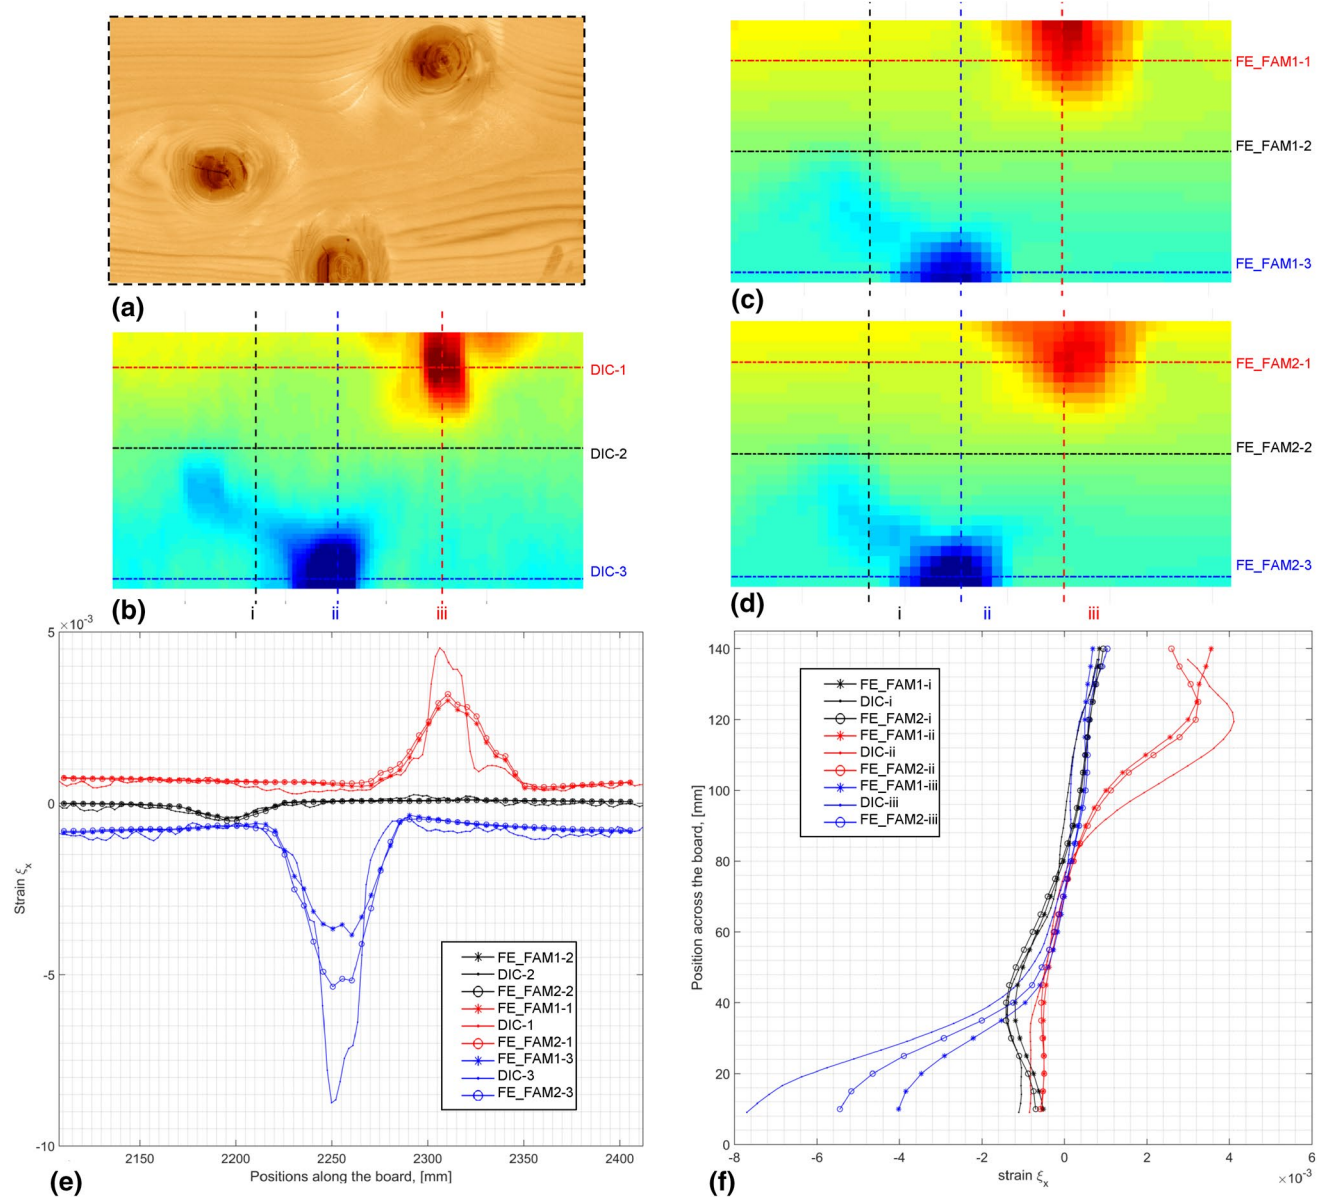 (a)
DIC-1
DIC-2
DIC-3
(b)
i
ii
iii
FE_FAM1-1
FE_FAM1-2
FE_FAM1-3
(c)
FE_FAM2-1
FE_FAM2-2
FE_FAM2-3
(d)
i
ii
iii
5
×10⁻³
0
-5
-10
Strain ξx
2150
2200
2250
2300
2350
2400
Positions along the board, [mm]
FE_FAM1-2
DIC-2
FE_FAM2-2
FE_FAM1-1
DIC-1
FE_FAM2-1
FE_FAM1-3
DIC-3
FE_FAM2-3
(e)
140
120
100
80
60
40
20
0
Position across the board, [mm]
FE_FAM1-i
DIC-i
FE_FAM2-i
FE_FAM1-ii
DIC-ii
FE_FAM2-ii
FE_FAM1-iii
DIC-iii
FE_FAM2-iii
-8
-6
-4
-2
0
2
4
6
strain ξx
×10⁻³
(f)